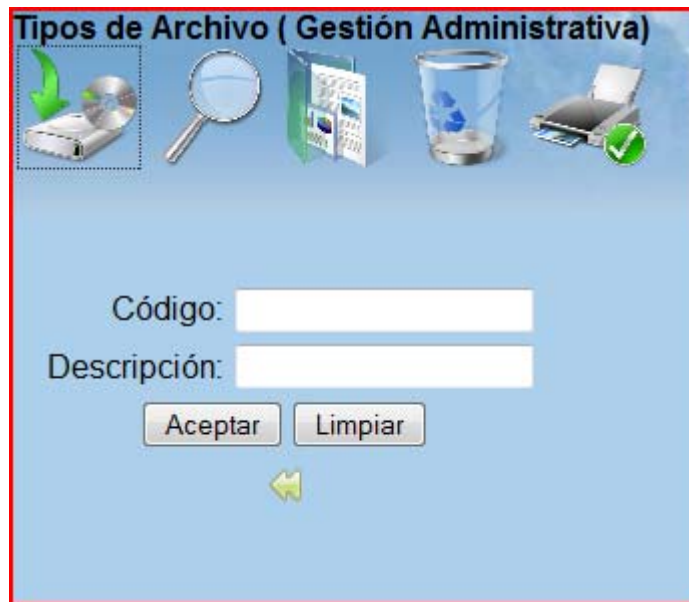 Tipos de Archivo ( Gestión Administrativa)
Código:
Descripción:
Aceptar Limpiar